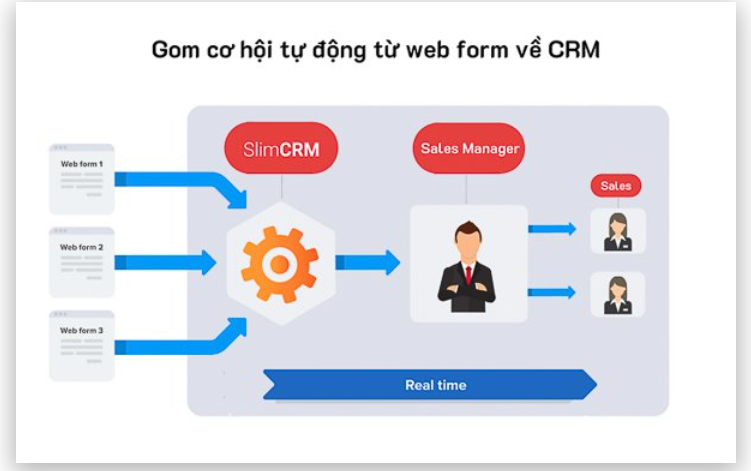 Gom cơ hội tự động từ web form về CRM
SlimCRM
Sales Manager
Web form 1
Sales
Web form 2
Web form 3
Real time